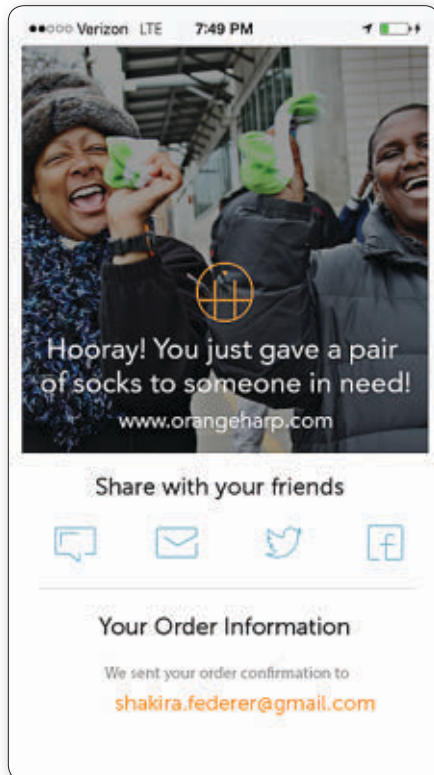 Verizon LTE 7:49 PM
Hooray! You just gave a pair
of socks to someone in need!
www.orangeharp.com
Share with your friends
Your Order Information
We sent your order confirmation to
shakira.federer@gmail.com